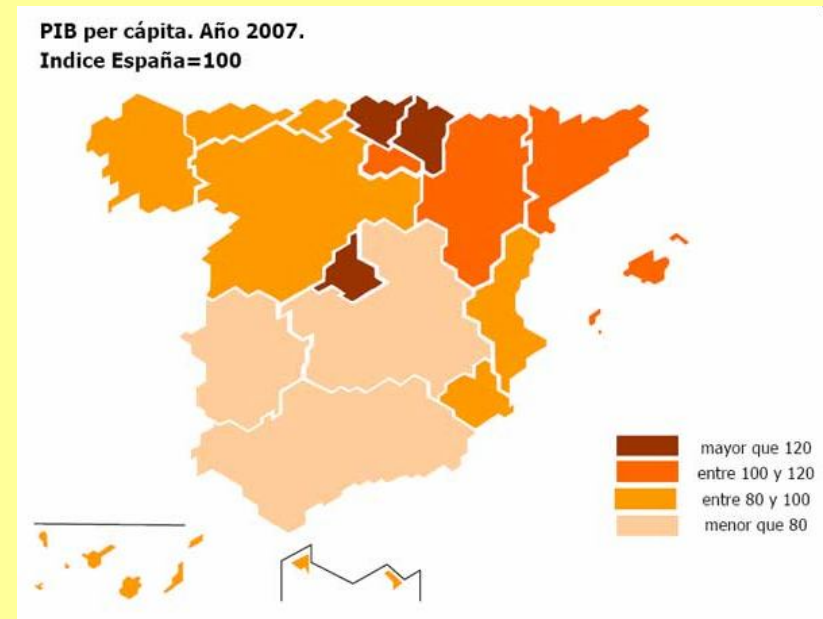 PIB per cápita. Año 2007.
Indice España=100
mayor que 120
entre 100 y 120
entre 80 y 100
menor que 80